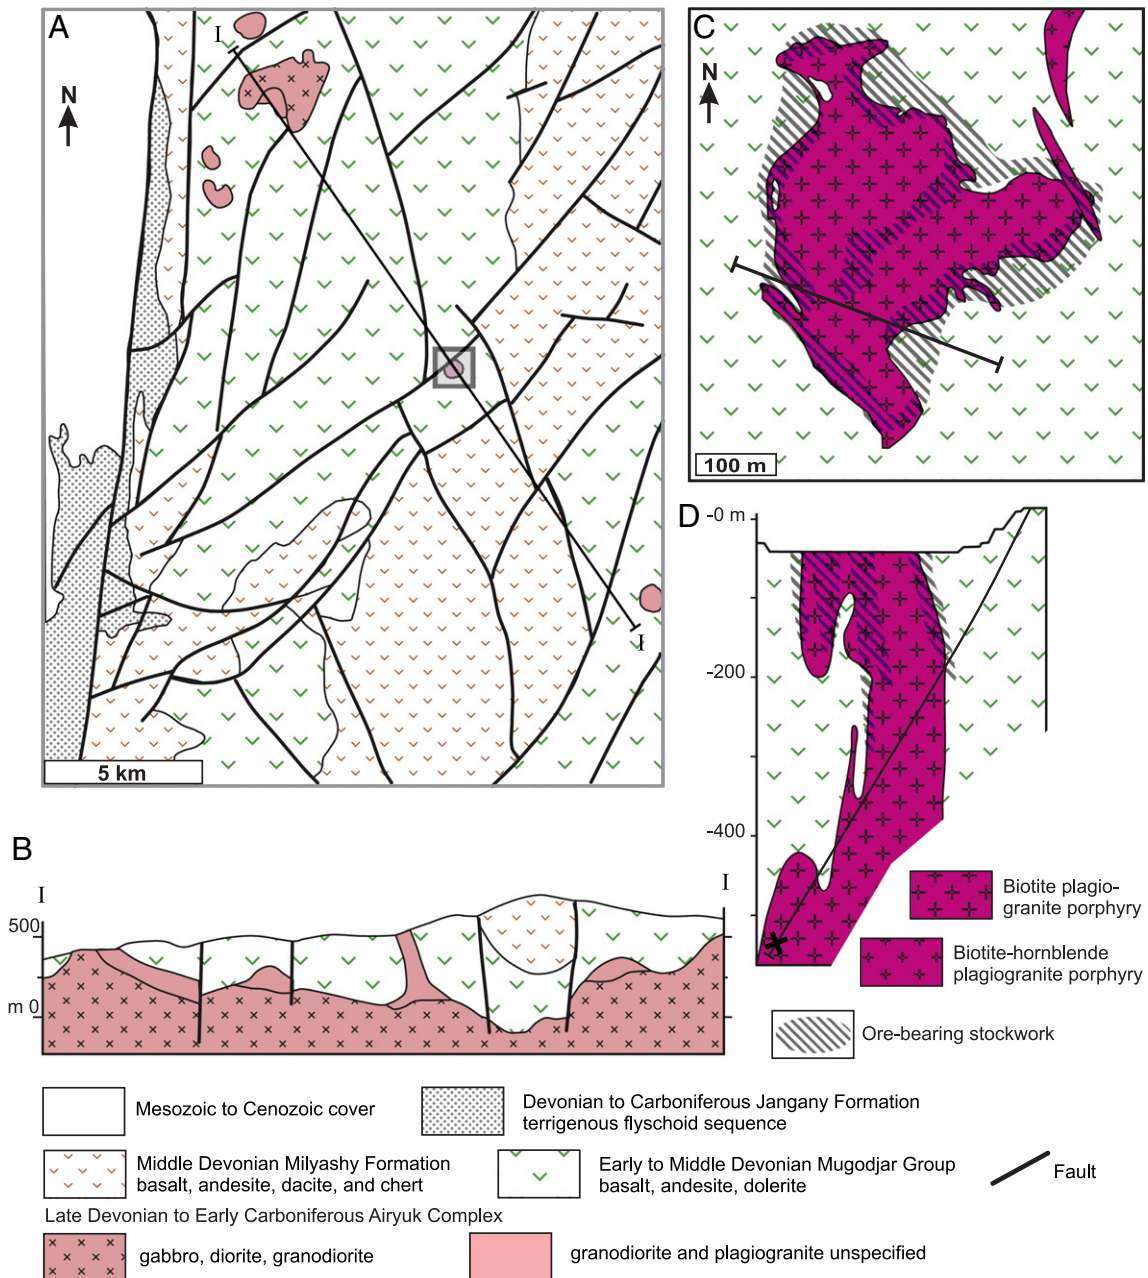 A
I
N
I
5 km
C
N
100 m
D
-0 m
-200
-400
B
I
I
500
m 0
Biotite plagio-
granite porphyry
Biotite-hornblende
plagiogranite porphyry
Ore-bearing stockwork
Mesozoic to Cenozoic cover
Devonian to Carboniferous Jangany Formation
terrigenous flyschoid sequence
Middle Devonian Milyashy Formation
basalt, andesite, dacite, and chert
Early to Middle Devonian Mugodjar Group
basalt, andesite, dolerite
Fault
Late Devonian to Early Carboniferous Airyuk Complex
gabbro, diorite, granodiorite
granodiorite and plagiogranite unspecified